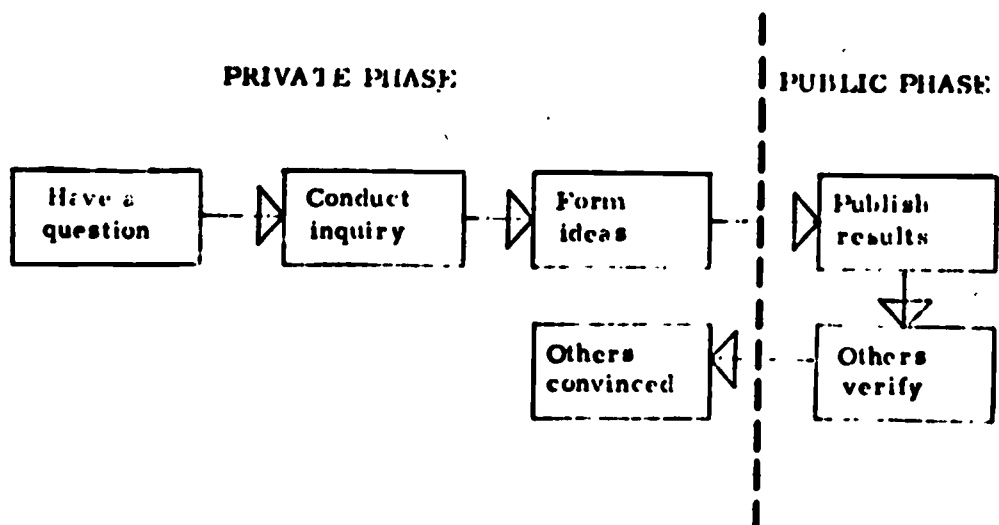 PRIVATE PHASE
PUBLIC PHASE
Have a
question
Conduct
inquiry
Form
ideas
Publish
results
Others
verify
Others
convinced